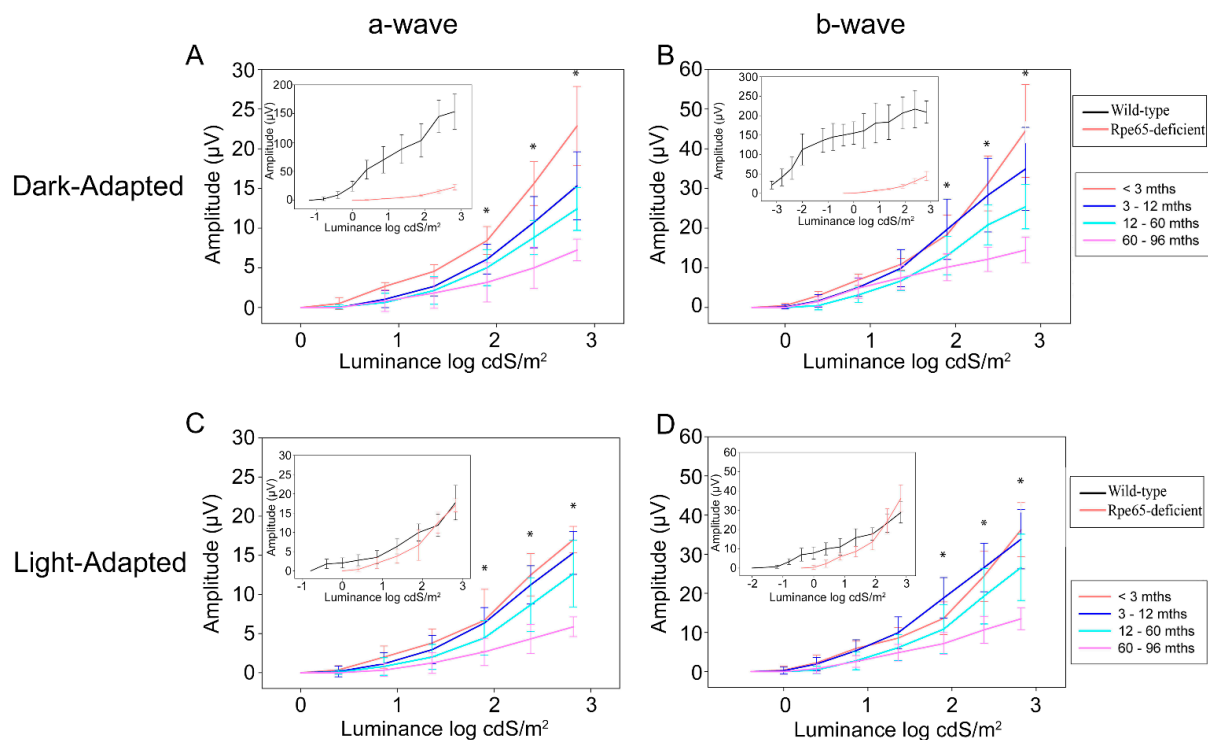 a-wave
b-wave
A
30
25
20
15
10
5
0
Amplitude (µV)
0
1
2
3
Luminance log cdS/m²
*
*
*
200
150
100
50
0
Amplitude (µV)
-1
0
1
2
3
Luminance log cdS/m²
B
60
50
40
30
20
10
0
Amplitude (µV)
0
1
2
3
Luminance log cdS/m²
*
*
*
300
250
200
150
100
50
0
Amplitude (µV)
-3
-2
-1
0
1
2
3
Luminance log cdS/m²
Wild-type
Rpe65-deficient
< 3 mths
3 - 12 mths
12 - 60 mths
60 - 96 mths
Dark-Adapted
C
30
25
20
15
10
5
0
Amplitude (µV)
0
1
2
3
Luminance log cdS/m²
*
*
*
30
25
20
15
10
5
0
Amplitude (µV)
-1
0
1
2
3
Luminance log cdS/m²
D
60
50
40
30
20
10
0
Amplitude (µV)
0
1
2
3
Luminance log cdS/m²
*
*
*
50
40
30
20
10
0
Amplitude (µV)
-2
-1
0
1
2
3
Luminance log cdS/m²
Wild-type
Rpe65-deficient
< 3 mths
3 - 12 mths
12 - 60 mths
60 - 96 mths
Light-Adapted